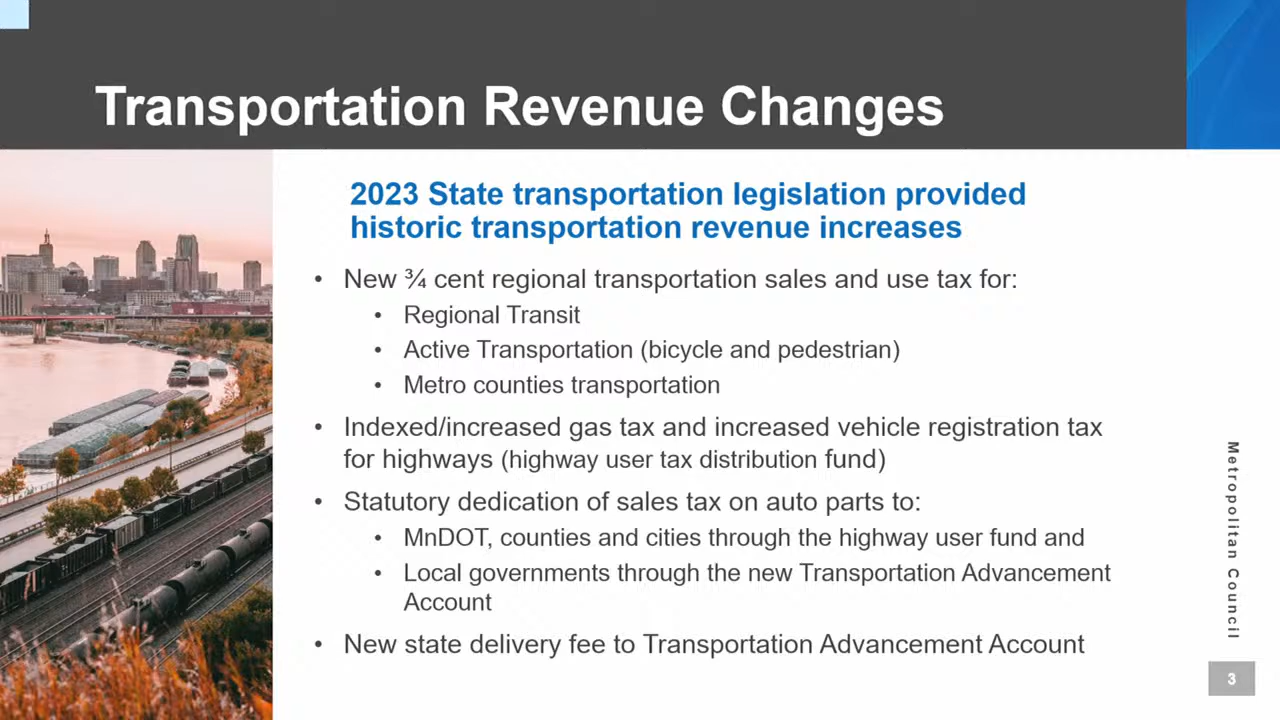 Transportation Revenue Changes
2023 State transportation legislation provided
historic transportation revenue increases
• New ¾ cent regional transportation sales and use tax for:
• Regional Transit
• Active Transportation (bicycle and pedestrian)
• Metro counties transportation
• Indexed/increased gas tax and increased vehicle registration tax
for highways (highway user tax distribution fund)
• Statutory dedication of sales tax on auto parts to:
• MnDOT, counties and cities through the highway user fund and
• Local governments through the new Transportation Advancement
Account
• New state delivery fee to Transportation Advancement Account
Metropolitan Council
3